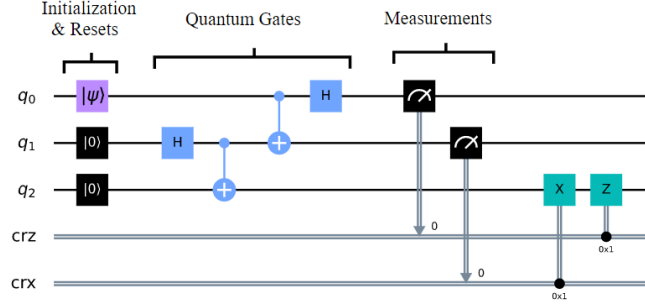 Initialization
& Resets
Quantum Gates
Measurements
q0 |ψ⟩ H
q1 |0⟩ H
q2 |0⟩ X Z
crz 0 0x1
crx 0 0x1